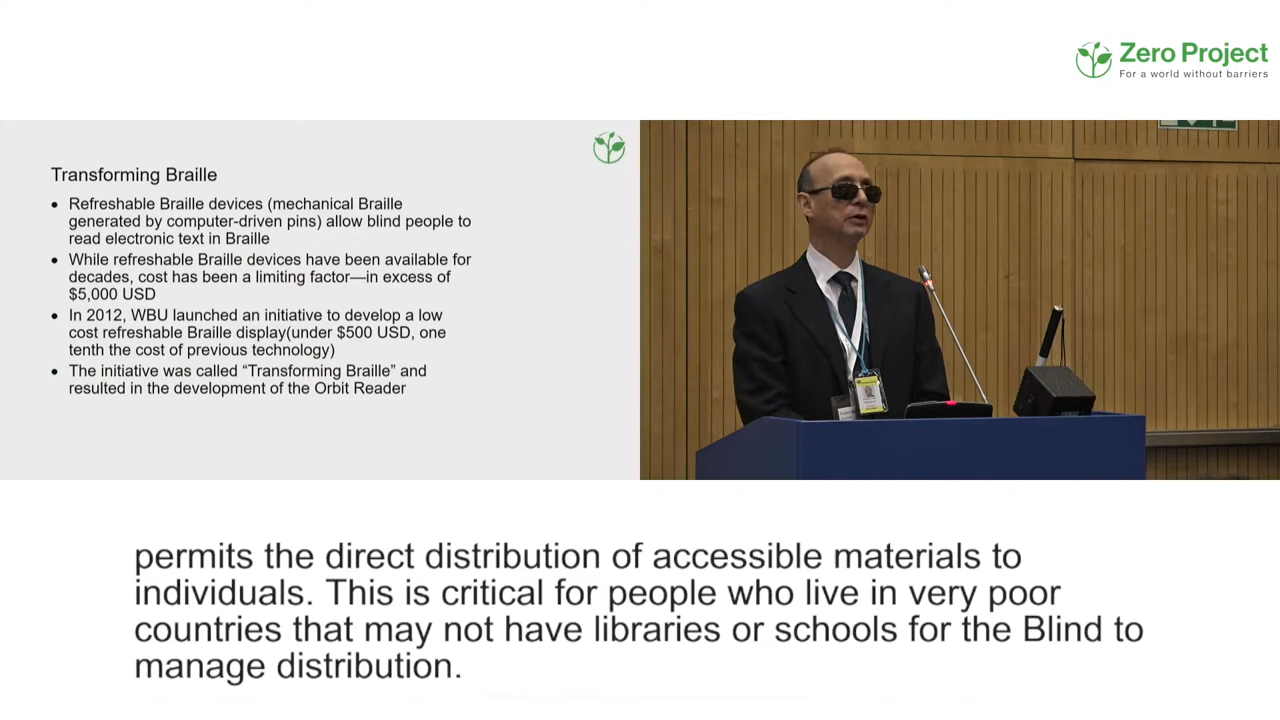 Zero Project
For a world without barriers
Transforming Braille
• Refreshable Braille devices (mechanical Braille
generated by computer-driven pins) allow blind people to
read electronic text in Braille
• While refreshable Braille devices have been available for
decades, cost has been a limiting factor—in excess of
$5,000 USD
• In 2012, WBU launched an initiative to develop a low
cost refreshable Braille display(under $500 USD, one
tenth the cost of previous technology)
• The initiative was called “Transforming Braille” and
resulted in the development of the Orbit Reader
permits the direct distribution of accessible materials to
individuals. This is critical for people who live in very poor
countries that may not have libraries or schools for the Blind to
manage distribution.